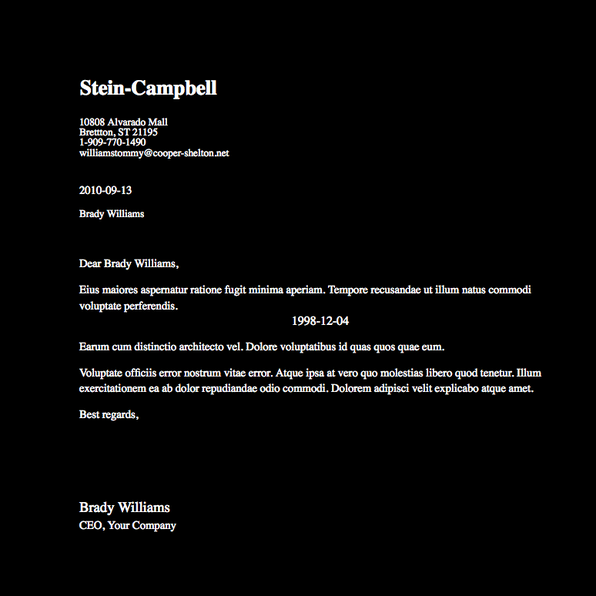 Stein-Campbell
10808 Alvarado Mall
Brettton, ST 21195
1-909-770-1490
williamstommy@cooper-shelton.net
2010-09-13
Brady Williams
Dear Brady Williams,
Eius maiores aspernatur ratione fugit minima aperiam. Tempore recusandae ut illum natus commodi
voluptate perferendis.
1998-12-04
Earum cum distinctio architecto vel. Dolore voluptatibus id quas quos quae eum.
Voluptate officiis error nostrum vitae error. Atque ipsa at vero quo molestias libero quod tenetur. Illum
exercitationem ea ab dolor repudiandae odio commodi. Dolorem adipisci velit explicabo atque amet.
Best regards,
Brady Williams
CEO, Your Company